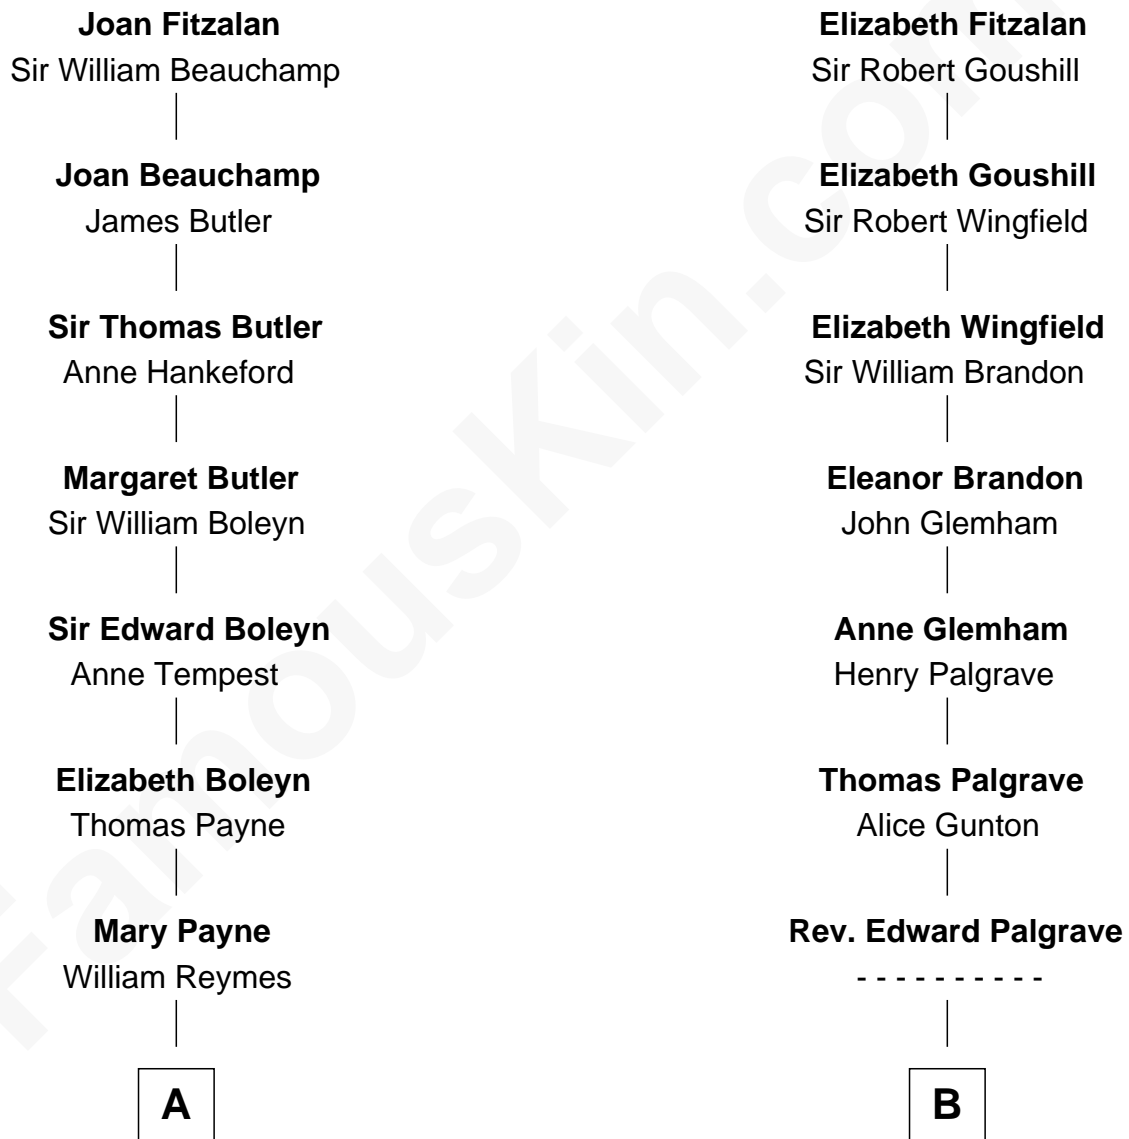 Joan Fitzalan
Sir William Beauchamp
Joan Beauchamp
James Butler
Sir Thomas Butler
Anne Hankeford
Margaret Butler
Sir William Boleyn
Sir Edward Boleyn
Anne Tempest
Elizabeth Boleyn
Thomas Payne
Mary Payne
William Reymes
A
Elizabeth Fitzalan
Sir Robert Goushill
Elizabeth Goushill
Sir Robert Wingfield
Elizabeth Wingfield
Sir William Brandon
Eleanor Brandon
John Glemham
Anne Glemham
Henry Palgrave
Thomas Palgrave
Alice Gunton
Rev. Edward Palgrave
- - - - - - - - - -
B
FamousKin.com